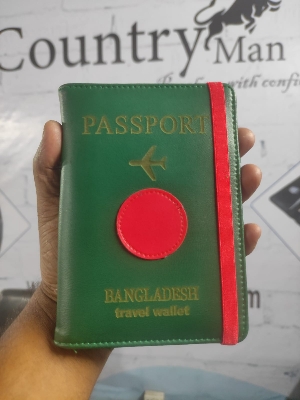 Country
Man
PASSPORT
BANGLADESH
travel wallet